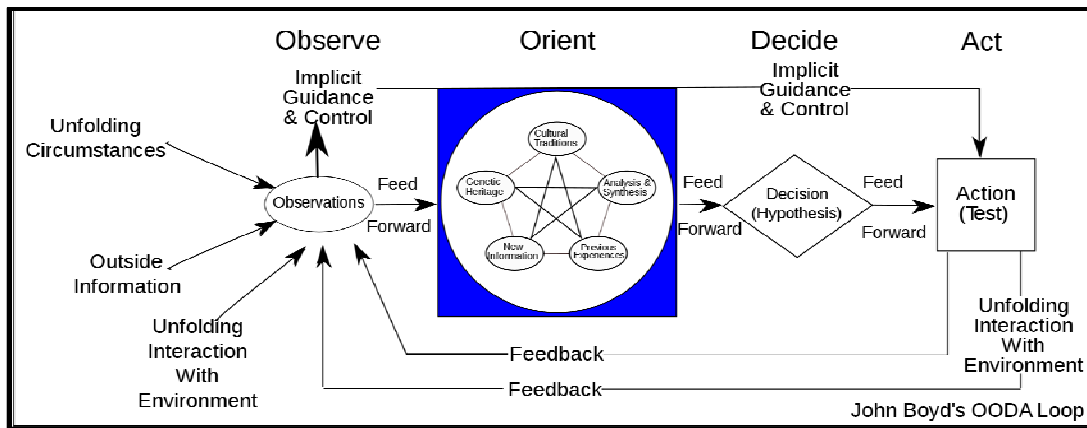 Observe
Orient
Decide
Act
Implicit
Guidance
& Control
Implicit
Guidance
& Control
Unfolding
Circumstances
Observations
Feed
Forward
Cultural
Traditions
Genetic
Heritage
Analysis &
Synthesis
New
Information
Previous
Experiences
Feed
Forward
Decision
(Hypothesis)
Feed
Forward
Action
(Test)
Outside
Information
Unfolding
Interaction
With
Environment
Unfolding
Interaction
With
Environment
Feedback
Feedback
John Boyd's OODA Loop